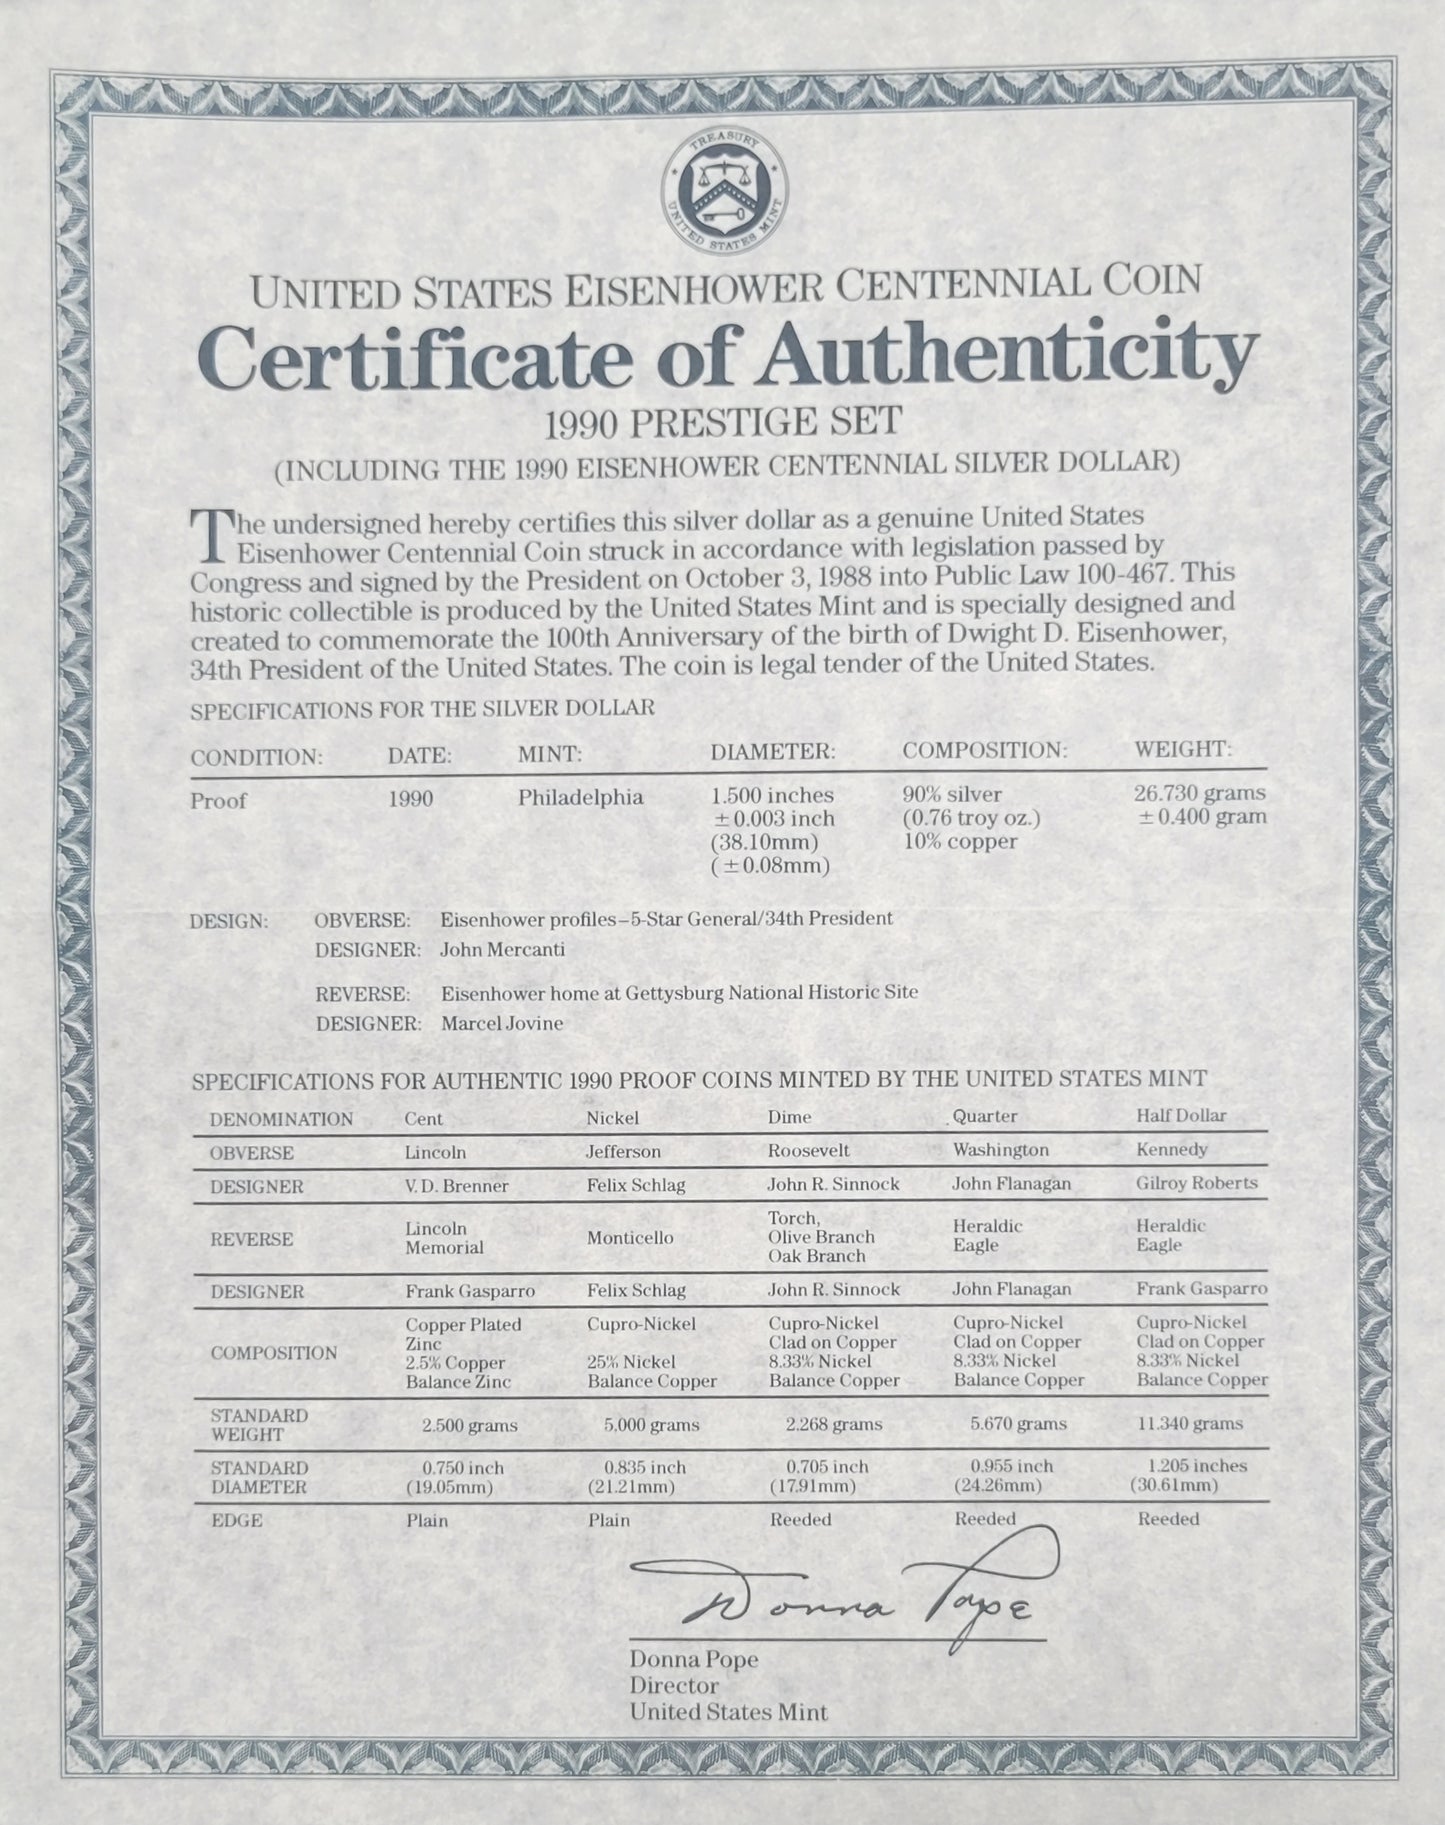 TREASURY
UNITED STATES MINT
UNITED STATES EISENHOWER CENTENNIAL COIN
Certificate of Authenticity
1990 PRESTIGE SET
(INCLUDING THE 1990 EISENHOWER CENTENNIAL SILVER DOLLAR)
The undersigned hereby certifies this silver dollar as a genuine United States
Eisenhower Centennial Coin struck in accordance with legislation passed by
Congress and signed by the President on October 3, 1988 into Public Law 100-467. This
historic collectible is produced by the United States Mint and is specially designed and
created to commemorate the 100th Anniversary of the birth of Dwight D. Eisenhower,
34th President of the United States. The coin is legal tender of the United States.
SPECIFICATIONS FOR THE SILVER DOLLAR
CONDITION: DATE: MINT: DIAMETER: COMPOSITION: WEIGHT:
Proof 1990 Philadelphia 1.500 inches 90% silver 26.730 grams
±0.003 inch (0.76 troy oz.) ±0.400 gram
(38.10mm) 10% copper
(±0.08mm)
DESIGN: OBVERSE: Eisenhower profiles–5-Star General/34th President
DESIGNER: John Mercanti
REVERSE: Eisenhower home at Gettysburg National Historic Site
DESIGNER: Marcel Jovine
SPECIFICATIONS FOR AUTHENTIC 1990 PROOF COINS MINTED BY THE UNITED STATES MINT
DENOMINATION Cent Nickel Dime Quarter Half Dollar
OBVERSE Lincoln Jefferson Roosevelt Washington Kennedy
DESIGNER V.D. Brenner Felix Schlag John R. Sinnock John Flanagan Gilroy Roberts
REVERSE Lincoln Memorial Monticello Torch, Olive Branch Oak Branch Heraldic Eagle Heraldic Eagle
DESIGNER Frank Gasparro Felix Schlag John R. Sinnock John Flanagan Frank Gasparro
Copper Plated Cupro-Nickel Cupro-Nickel Cupro-Nickel Cupro-Nickel
COMPOSITION Zinc Clad on Copper Clad on Copper Clad on Copper
2.5% Copper 25% Nickel 8.33% Nickel 8.33% Nickel 8.33% Nickel
Balance Zinc Balance Copper Balance Copper Balance Copper Balance Copper
STANDARD WEIGHT 2.500 grams 5.000 grams 2.268 grams 5.670 grams 11.340 grams
STANDARD 0.750 inch 0.835 inch 0.705 inch 0.955 inch 1.205 inches
DIAMETER (19.05mm) (21.21mm) (17.91mm) (24.26mm) (30.61mm)
EDGE Plain Plain Reeded Reeded Reeded
Donna Pope
Donna Pope
Director
United States Mint